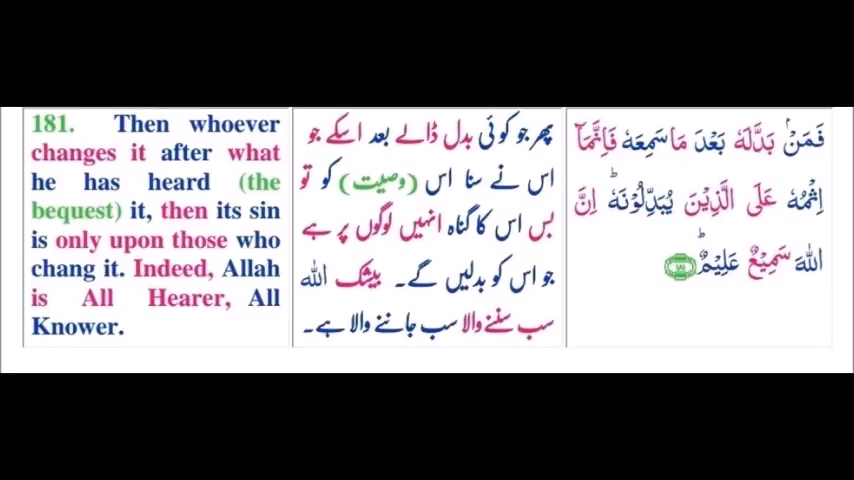 181. Then whoever
changes it after what
he has heard (the
bequest) it, then its sin
is only upon those who
chang it. Indeed, Allah
is All Hearer, All
Knower.
پھر جو کوئی بدل ڈالے بعد اسکے جو
اس نے سنا اس (وصیت) کو تو
بس اس کا گناہ انہیں لوگوں پر ہے
جو اس کو بدلیں گے۔ بیشک اللہ
سب سننے والا سب جاننے والا ہے۔
فَمَنْۢ بَدَّلَهٗ بَعْدَ مَا سَمِعَهٗ فَاِنَّمَاۤ
اِثْمُهٗ عَلَى الَّذِيْنَ يُبَدِّلُوْنَهٗ ؕ اِنَّ
اللّٰهَ سَمِيْعٌ عَلِيْمٌ ؕ ۱۸۱